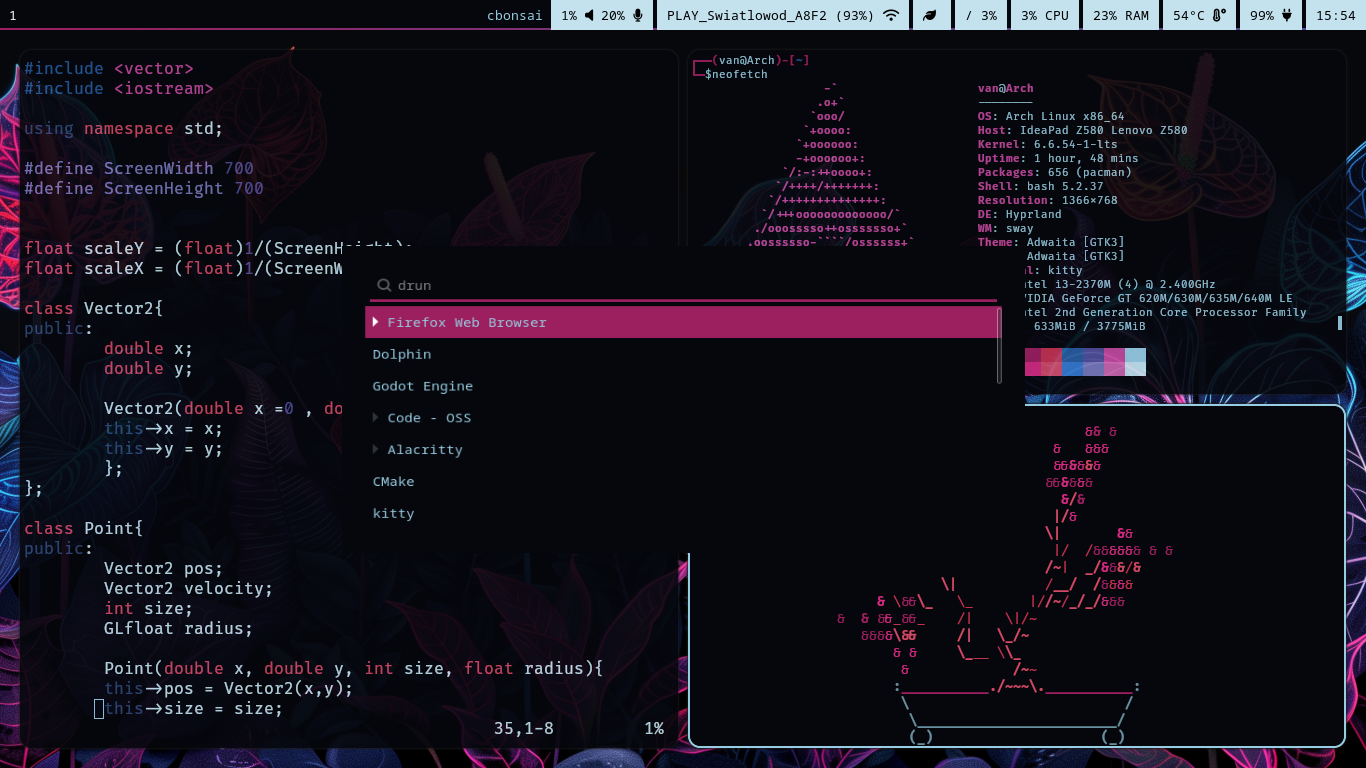 1
cbonsai
1% 20%
PLAY_Swiatlowod_A8F2 (93%)
/ 3%
3% CPU
23% RAM
54°C
99%
15:54
#include <vector>
#include <iostream>
using namespace std;
#define ScreenWidth 700
#define ScreenHeight 700
float scaleY = (float)1/(ScreenHeight);
float scaleX = (float)1/(ScreenW
class Vector2{
public:
double x;
double y;
Vector2(double x =0 , do
this->x = x;
this->y = y;
};
};
class Point{
public:
Vector2 pos;
Vector2 velocity;
int size;
GLfloat radius;
Point(double x, double y, int size, float radius){
this->pos = Vector2(x,y);
this->size = size;
35,1-8 1%
(van@Arch)-[~]
$neofetch
van@Arch
OS: Arch Linux x86_64
Host: IdeaPad Z580 Lenovo Z580
Kernel: 6.6.54-1-lts
Uptime: 1 hour, 48 mins
Packages: 656 (pacman)
Shell: bash 5.2.37
Resolution: 1366×768
DE: Hyprland
WM: sway
Theme: Adwaita [GTK3]
Adwaita [GTK3]
l: kitty
ntel i3-2370M (4) @ 2.400GHz
VIDIA GeForce GT 620M/630M/635M/640M LE
ntel 2nd Generation Core Processor Family
633MiB / 3775MiB
drun
Firefox Web Browser
Dolphin
Godot Engine
Code - OSS
Alacritty
CMake
kitty